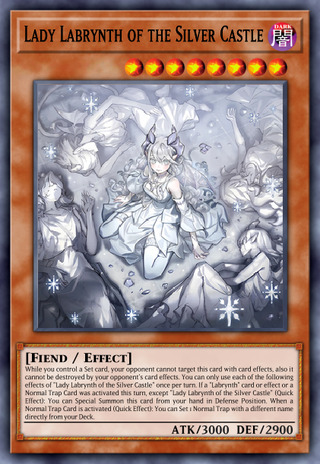 Lady Labrynth of the Silver Castle
DARK
闇
[Fiend / Effect]
While you control a Set card, your opponent cannot target this card with card effects, also it
cannot be destroyed by your opponent's card effects. You can only use each of the following
effects of "Lady Labrynth of the Silver Castle" once per turn. If a "Labrynth" card or effect or a
Normal Trap Card was activated this turn, except "Lady Labrynth of the Silver Castle" (Quick
Effect): You can Special Summon this card from your hand in Defense Position. When a
Normal Trap Card is activated (Quick Effect): You can Set 1 Normal Trap with a different name
directly from your Deck.
ATK/3000 DEF/2900